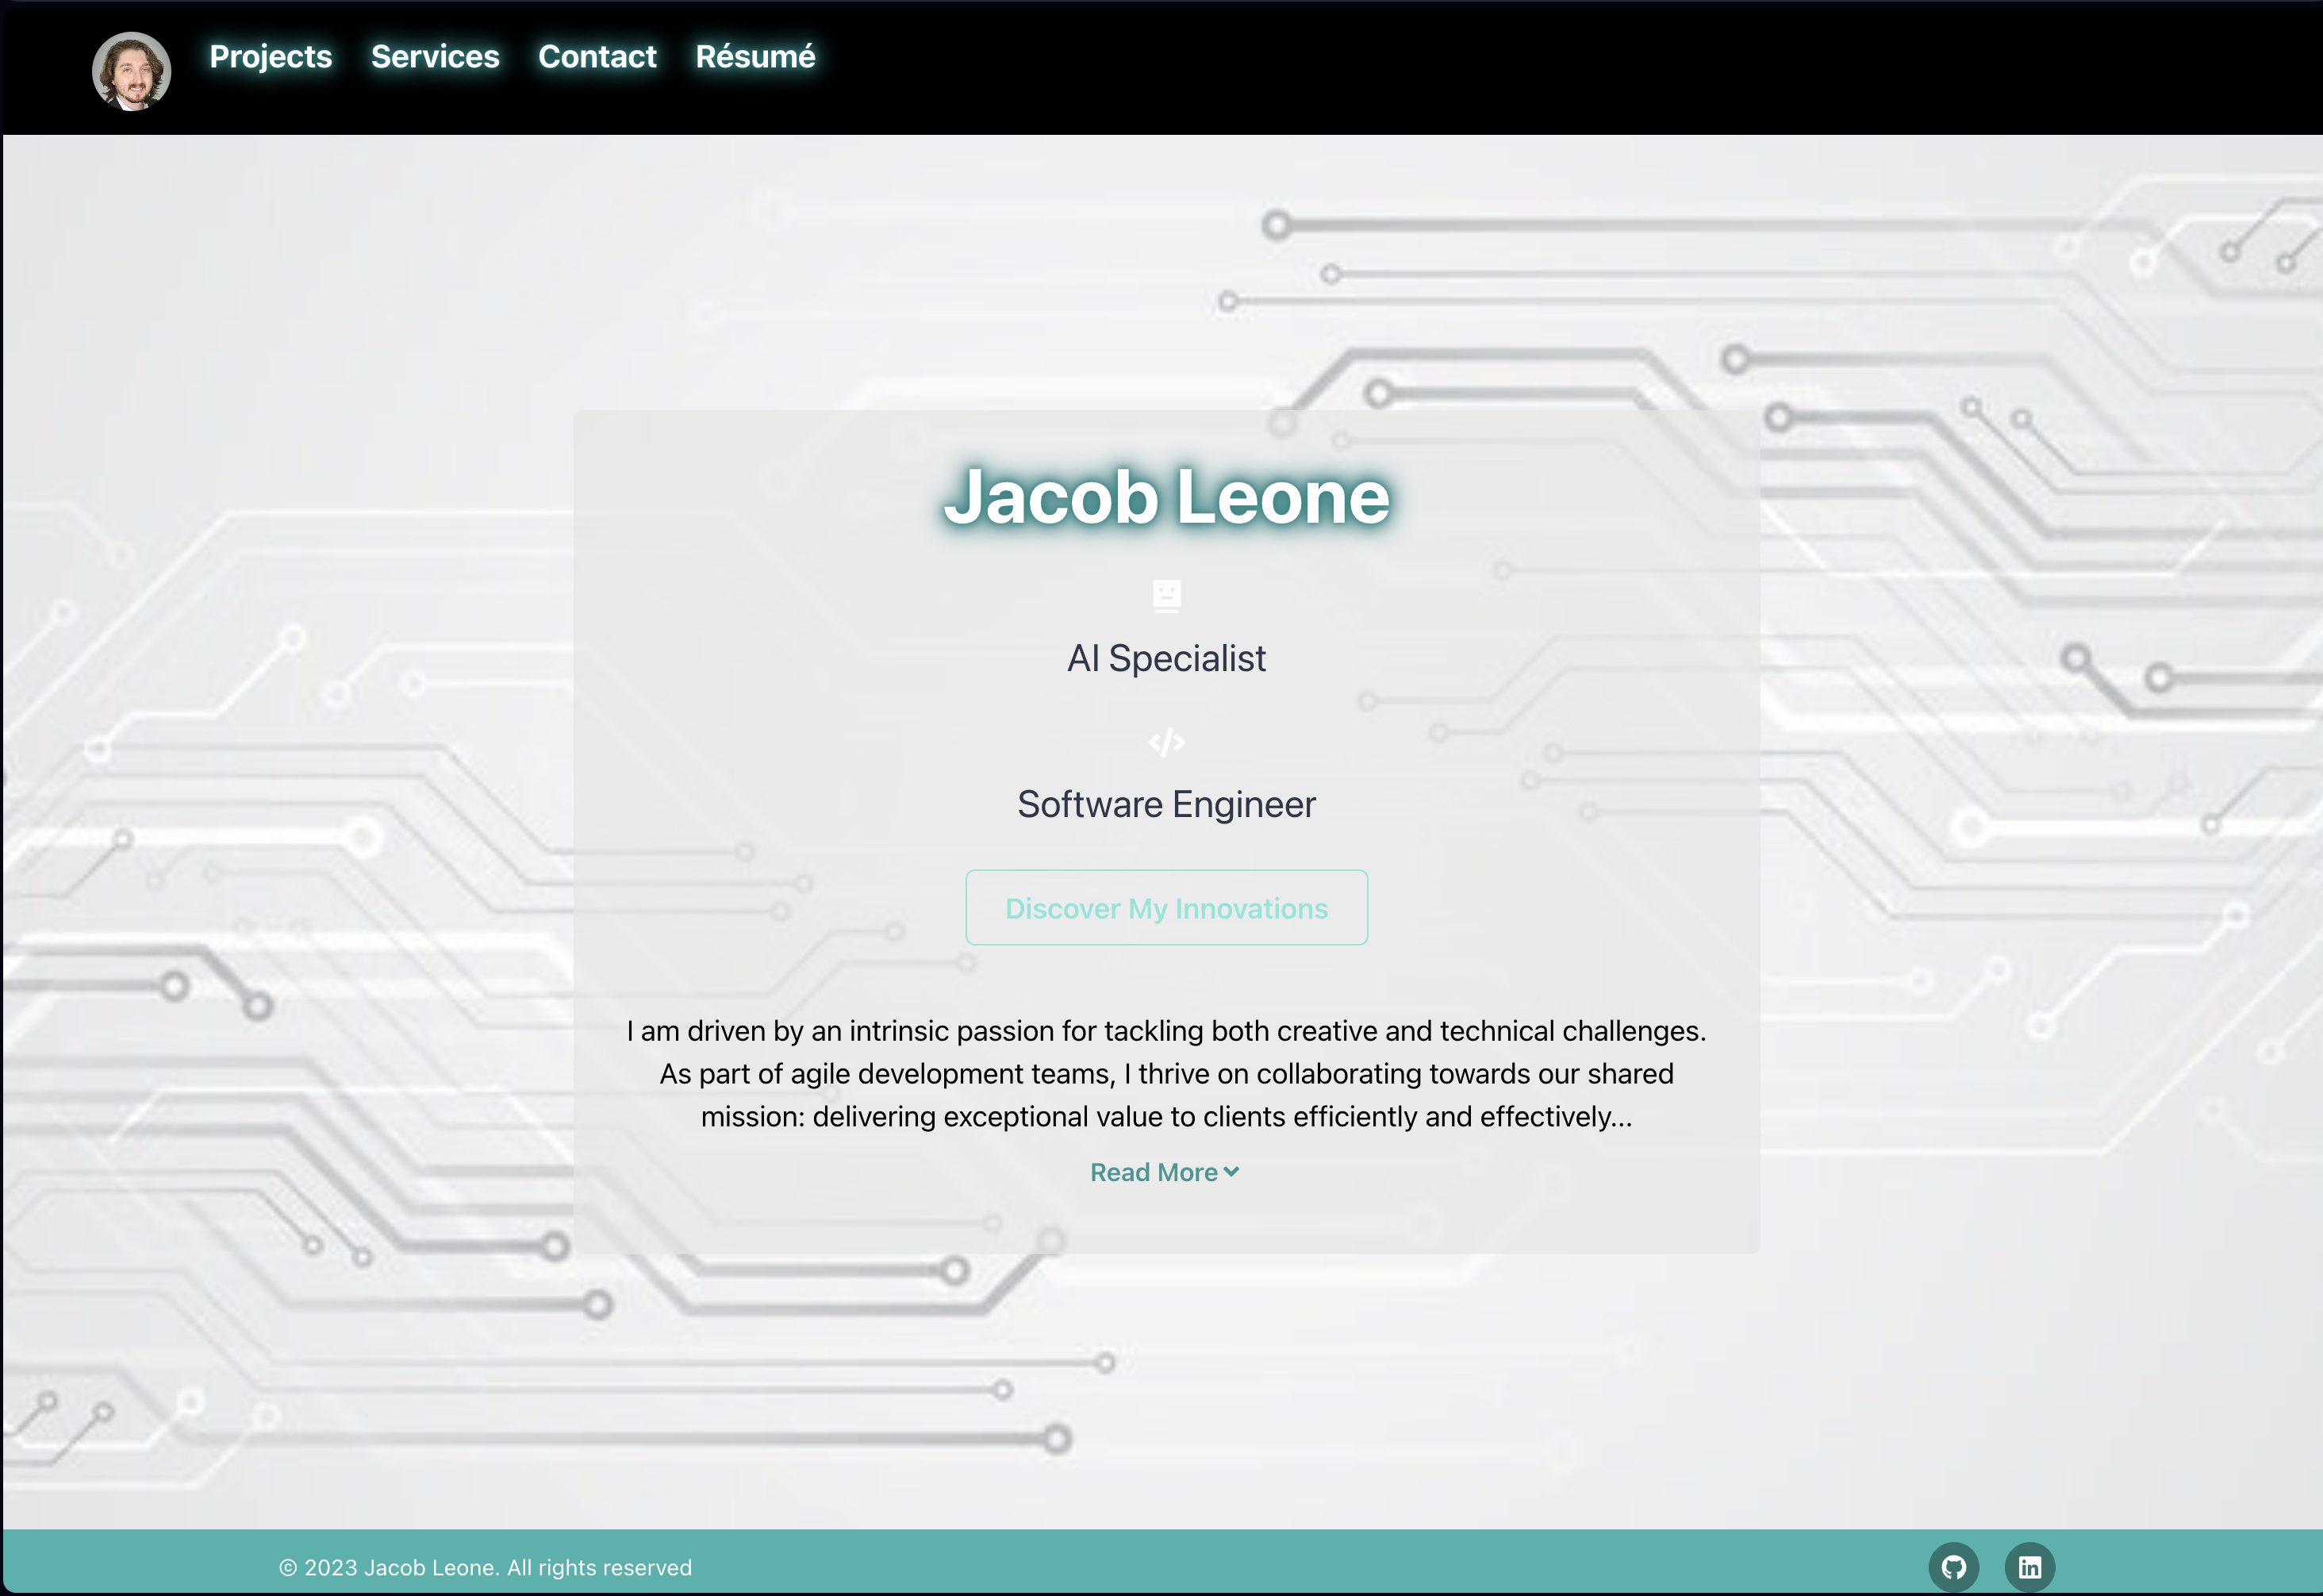 Projects Services Contact Résumé
Jacob Leone
AI Specialist
Software Engineer
Discover My Innovations
I am driven by an intrinsic passion for tackling both creative and technical challenges.
As part of agile development teams, I thrive on collaborating towards our shared
mission: delivering exceptional value to clients efficiently and effectively...
Read More
© 2023 Jacob Leone. All rights reserved